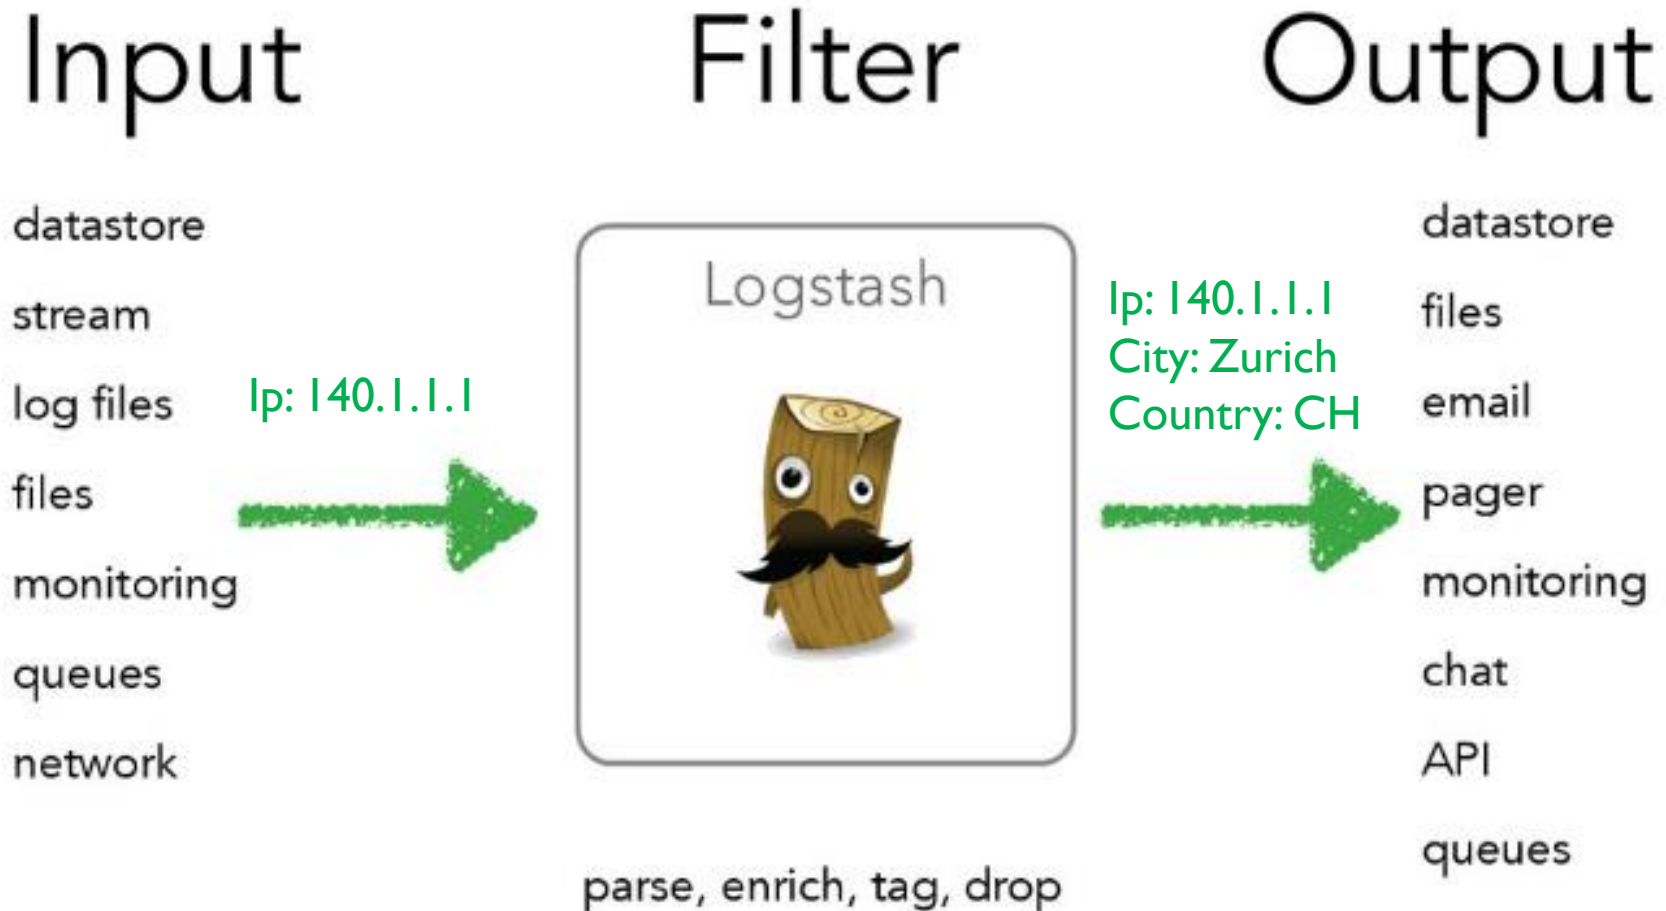 Input
Filter
Output
datastore
stream
log files
files
monitoring
queues
network
Ip: 140.1.1.1
Logstash
parse, enrich, tag, drop
Ip: 140.1.1.1
City: Zurich
Country: CH
datastore
files
email
pager
monitoring
chat
API
queues